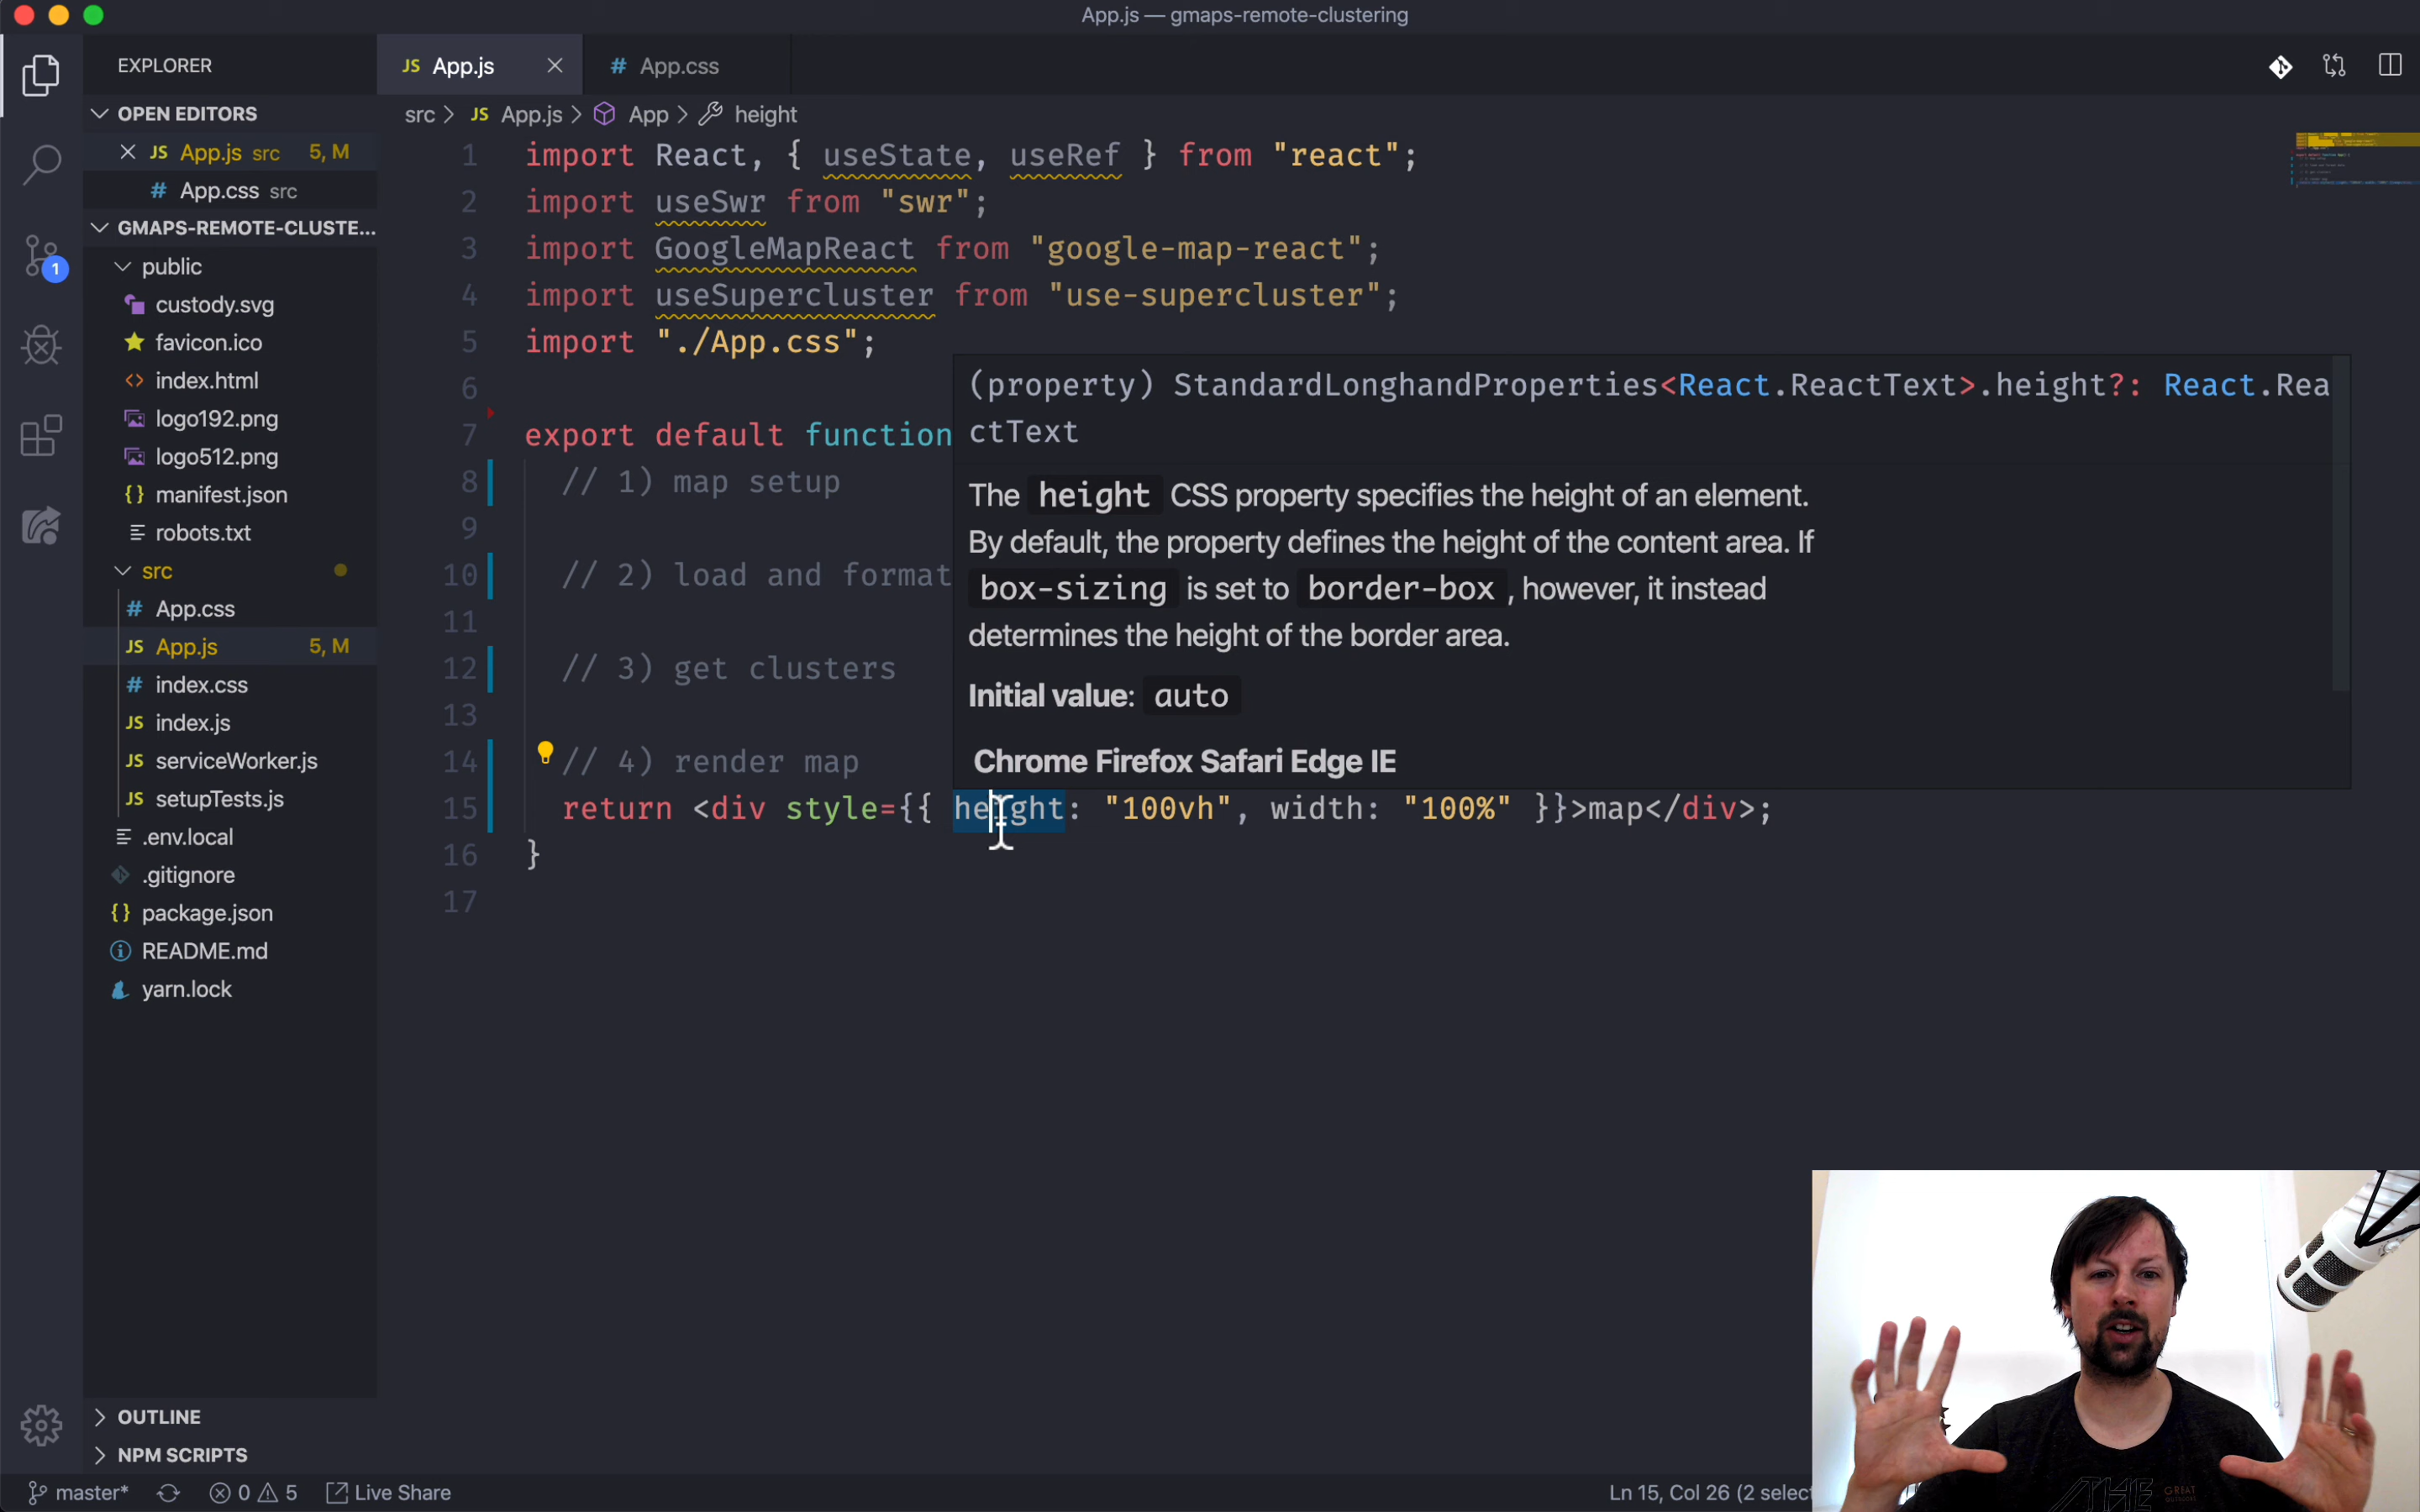 App.js — gmaps-remote-clustering
EXPLORER
JS App.js
# App.css
OPEN EDITORS
src > JS App.js > App > height
JS App.js src 5, M
# App.css src
GMAPS-REMOTE-CLUSTE...
public
custody.svg
favicon.ico
<> index.html
logo192.png
logo512.png
{} manifest.json
robots.txt
src
# App.css
JS App.js 5, M
# index.css
JS index.js
JS serviceWorker.js
JS setupTests.js
.env.local
.gitignore
{} package.json
README.md
yarn.lock
OUTLINE
NPM SCRIPTS
1
1 import React, { useState, useRef } from "react";
2 import useSwr from "swr";
3 import GoogleMapReact from "google-map-react";
4 import useSupercluster from "use-supercluster";
5 import "./App.css";
6
7 export default function
8 // 1) map setup
9
10 // 2) load and format
11
12 // 3) get clusters
13
14 // 4) render map
15 return <div style={{ height: "100vh", width: "100%" }}>map</div>;
16 }
17
(property) StandardLonghandProperties<React.ReactText>.height?: React.Rea
ctText
The height CSS property specifies the height of an element.
By default, the property defines the height of the content area. If
box-sizing is set to border-box , however, it instead
determines the height of the border area.
Initial value: auto
Chrome Firefox Safari Edge IE
master* 0 5 Live Share
Ln 15, Col 26 (2 select
THE GREAT